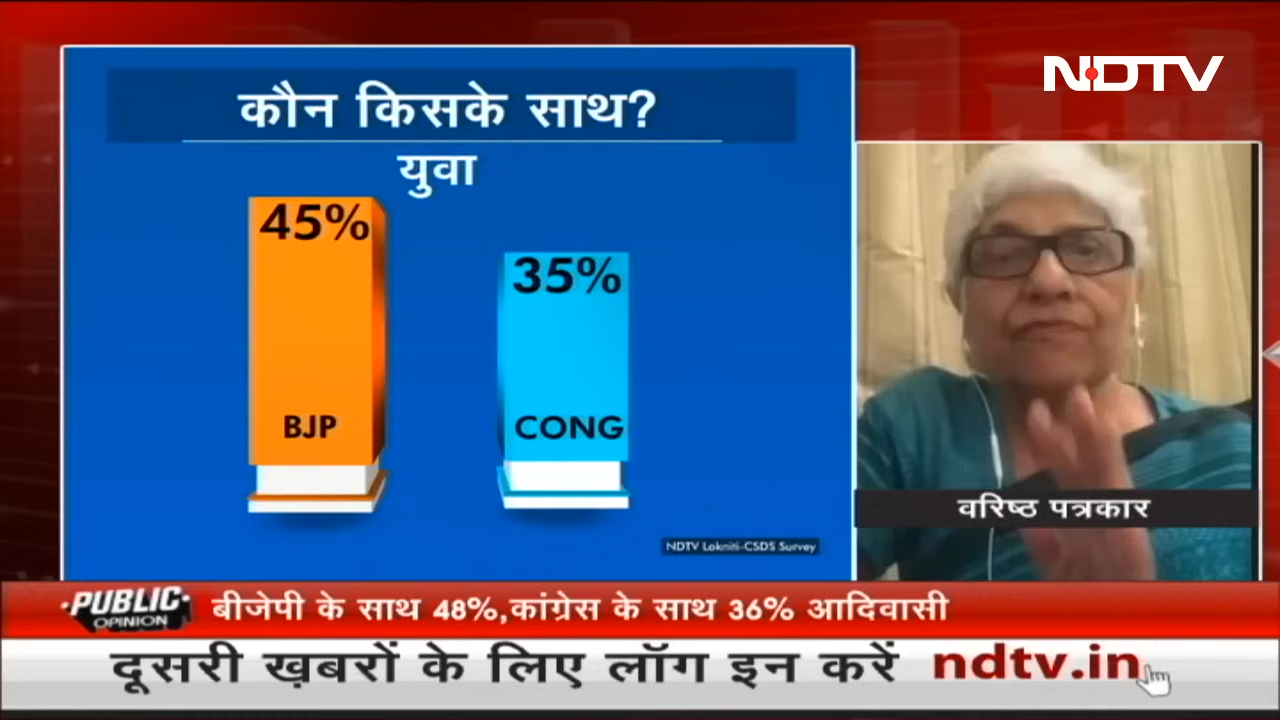 NDTV
कौन किसके साथ?
युवा
45%
35%
BJP
CONG
NDTV Lokniti-CSDS Survey
वरिष्ठ पत्रकार
PUBLIC
OPINION
बीजेपी के साथ 48%,कांग्रेस के साथ 36% आदिवासी
दूसरी ख़बरों के लिए लॉग इन करें ndtv.in